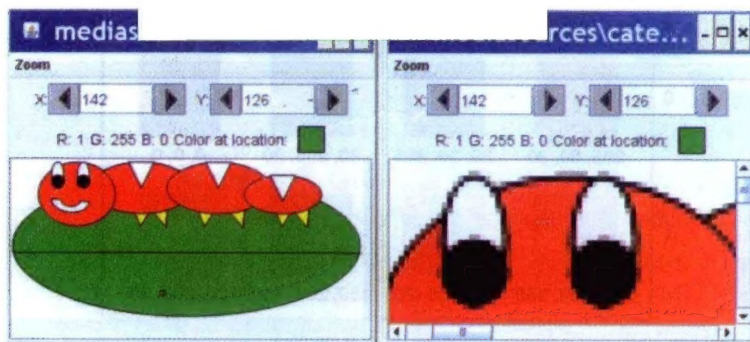 medias
Zoom
X: 142 Y: 126
R: 1 G: 255 B: 0 Color at location:
rces\cate...
Zoom
X: 142 Y: 126
R: 1 G: 255 B: 0 Color at location: